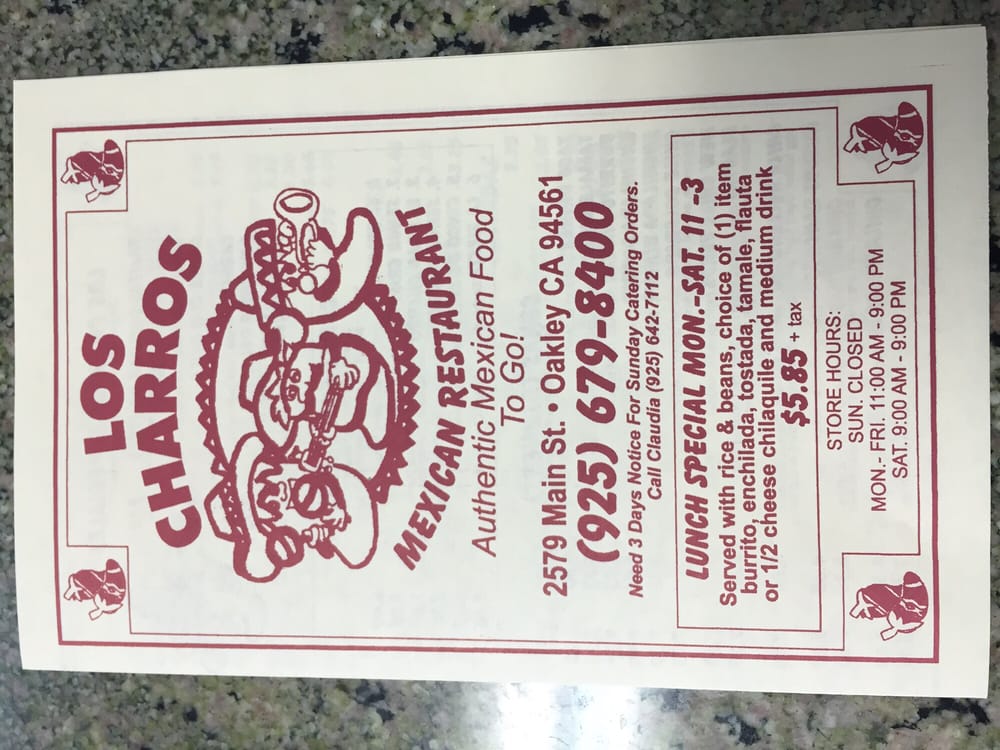 LOS
CHARROS
MEXICAN RESTAURANT
Authentic Mexican Food
To Go!
25579 Main St. • Oakley CA 94561
(925) 679-8400
Need 3 Days Notice For Sunday Catering Orders.
Call Claudia (925) 642-7112
LUNCH SPECIAL MON.-SAT. 11 -3
Served with rice & beans, choice of (1) item
burrito, enchilada, tostada, tamale, flauta
or 1/2 cheese chilaquile and medium drink
$5.85 + tax
STORE HOURS:
SUN. CLOSED
MON.- FRI. 11:00 AM - 9:00 PM
SAT. 9:00 AM - 9:00 PM